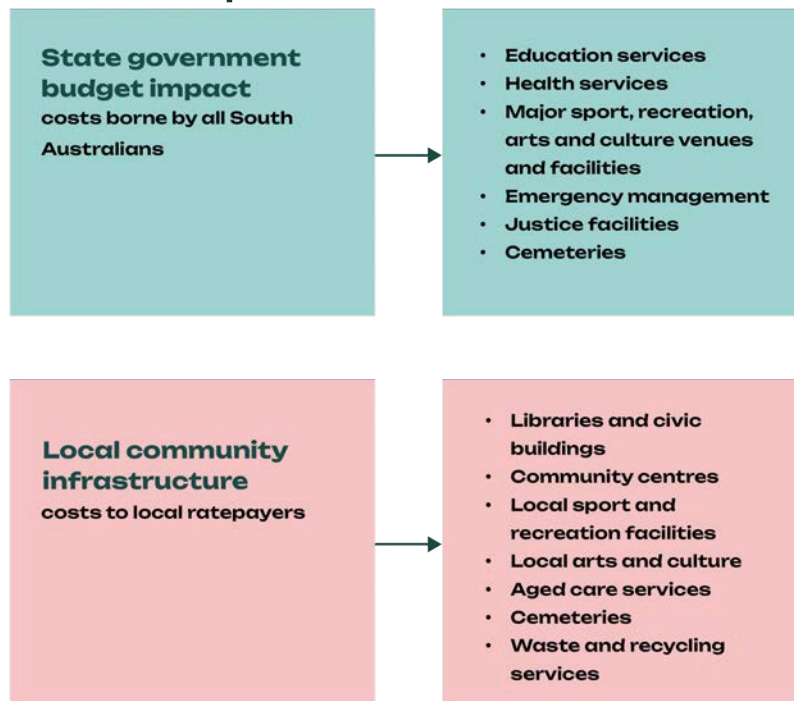 State government
budget impact
costs borne by all South
Australians
• Education services
• Health services
• Major sport, recreation,
arts and culture venues
and facilities
• Emergency management
• Justice facilities
• Cemeteries
Local community
infrastructure
costs to local ratepayers
• Libraries and civic
buildings
• Community centres
• Local sport and
recreation facilities
• Local arts and culture
• Aged care services
• Cemeteries
• Waste and recycling
services